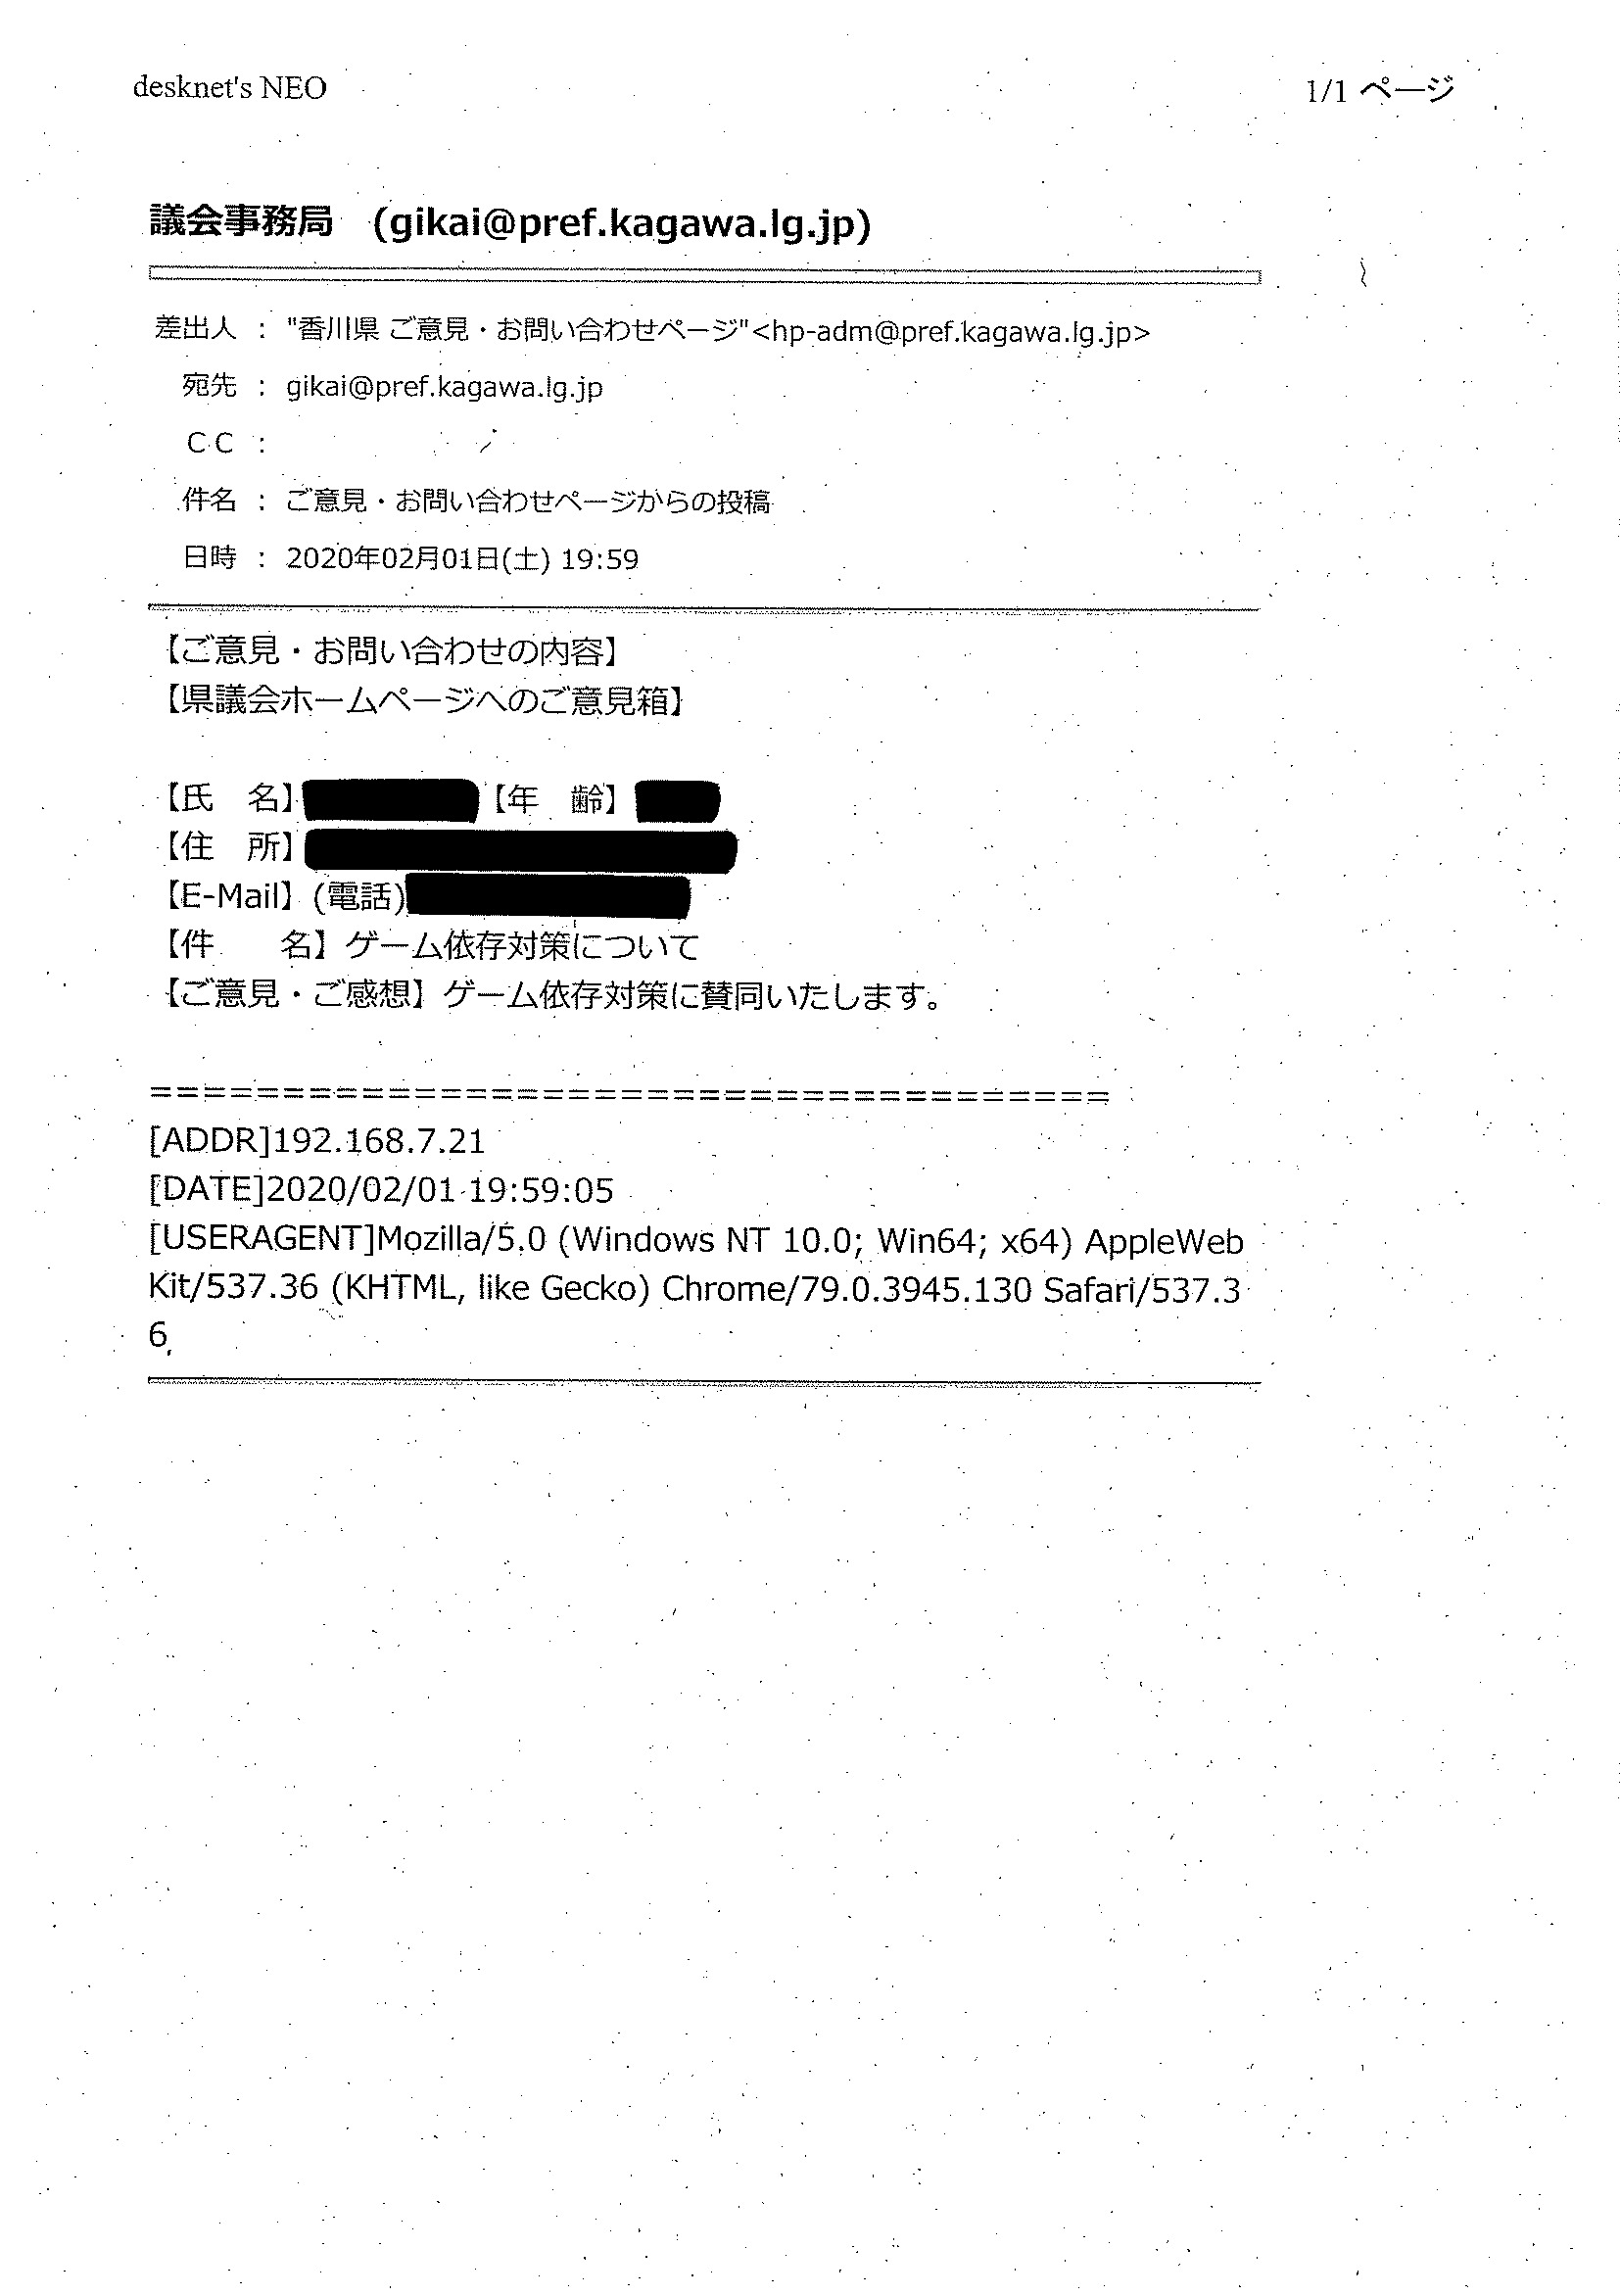 desknet's NEO
1/1 ページ
議会事務局　(gikai@pref.kagawa.lg.jp)
差出人 ： "香川県 ご意見・お問い合わせページ"<hp-adm@pref.kagawa.lg.jp>
宛先 ： gikai@pref.kagawa.lg.jp
ＣＣ ：
件名 ： ご意見・お問い合わせページからの投稿
日時 ： 2020年02月01日(土) 19:59
【ご意見・お問い合わせの内容】
【県議会ホームページへのご意見箱】
【氏　名】 【年　齢】
【住　所】
【E-Mail】(電話)
【件　　名】ゲーム依存対策について
【ご意見・ご感想】ゲーム依存対策に賛同いたします。
=====================================
[ADDR]192.168.7.21
[DATE]2020/02/01 19:59:05
[USERAGENT]Mozilla/5.0 (Windows NT 10.0; Win64; x64) AppleWeb
Kit/537.36 (KHTML, like Gecko) Chrome/79.0.3945.130 Safari/537.3
6